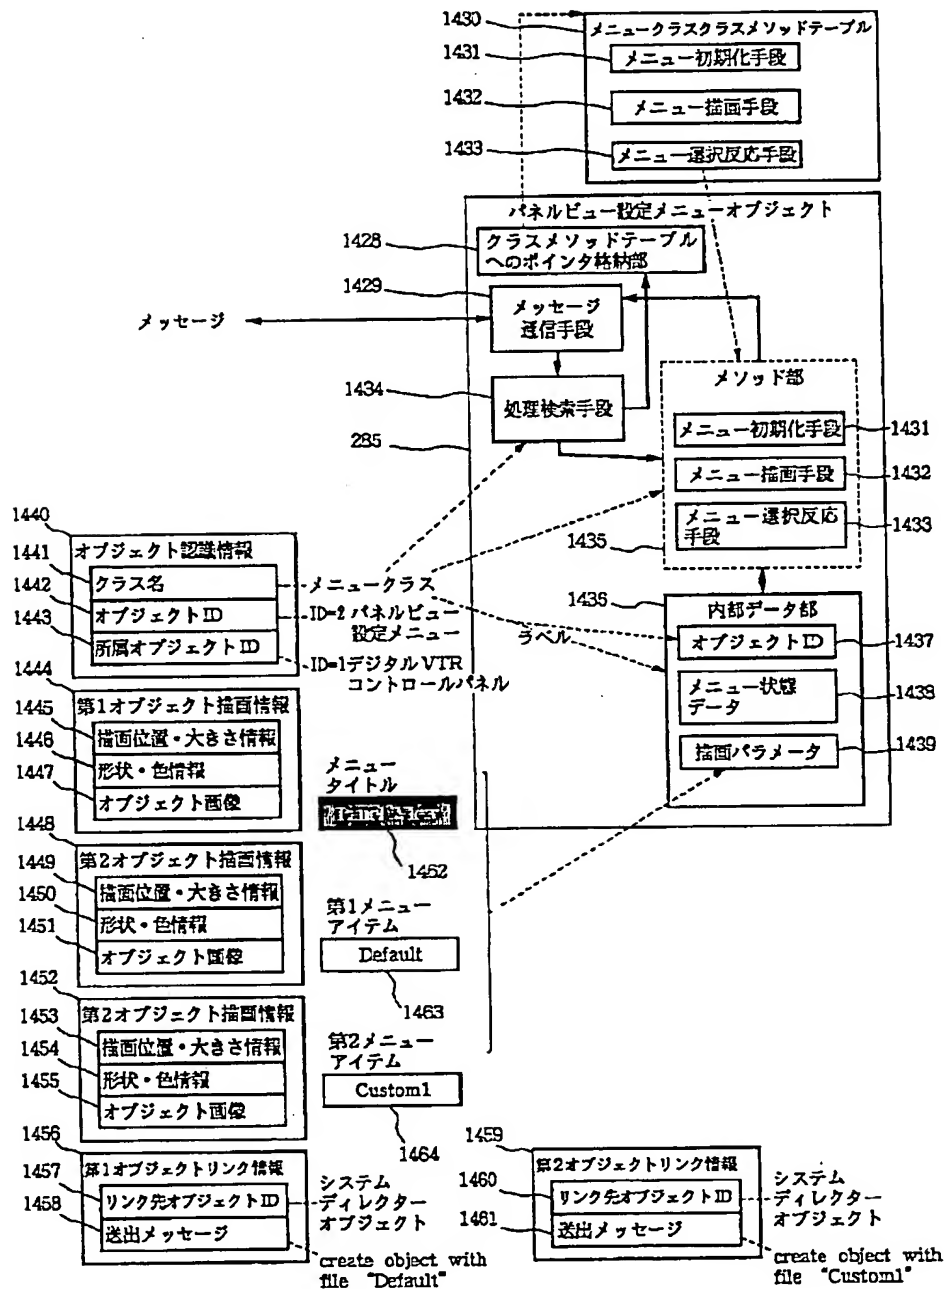 1430
メニュークラスクラスメソッドテーブル
1431
メニュー初期化手段
1432
メニュー描画手段
1433
メニュー選択反応手段
パネルビュー設定メニューオブジェクト
1428
クラスメソッドテーブル
へのポインタ格納部
1429
メッセージ
通信手段
メッセージ
1434
処理検索手段
285
メソッド部
メニュー初期化手段
1431
メニュー描画手段
1432
メニュー選択反応
手段
1433
1435
1436
内部データ部
オブジェクトID
1437
メニュー状態
データ
1438
描画パラメータ
1439
1440
オブジェクト認識情報
1441
クラス名
メニュークラス
1442
オブジェクトID
ID=2パネルビュー
設定メニュー
ラベル
1443
所属オブジェクトID
ID=1デジタルVTR
コントロールパネル
1444
第1オブジェクト描画情報
1445
描画位置・大きさ情報
1446
形状・色情報
1447
オブジェクト画像
メニュー
タイトル
1462
1448
第2オブジェクト描画情報
1449
描画位置・大きさ情報
1450
形状・色情報
1451
オブジェクト画像
第1メニュー
アイテム
Default
1463
1452
第2オブジェクト描画情報
1453
描画位置・大きさ情報
1454
形状・色情報
1455
オブジェクト画像
第2メニュー
アイテム
Custom1
1464
1456
第1オブジェクトリンク情報
1457
リンク先オブジェクトID
1458
送出メッセージ
システム
ディレクター
オブジェクト
create object with
file "Default"
1459
第2オブジェクトリンク情報
1460
リンク先オブジェクトID
1461
送出メッセージ
システム
ディレクター
オブジェクト
create object with
file "Custom1"